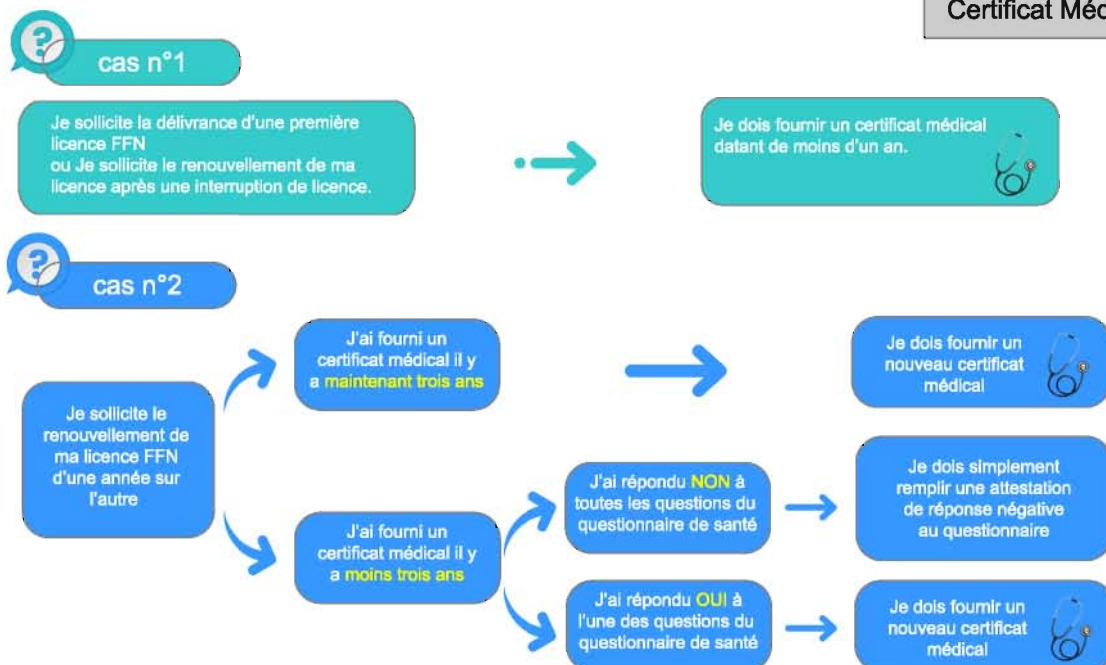 Certificat Méd
cas n°1
Je sollicite la délivrance d'une première
licence FFN
ou Je sollicite le renouvellement de ma
licence après une interruption de licence.
Je dois fournir un certificat médical
datant de moins d'un an.
cas n°2
Je sollicite le
renouvellement de
ma licence FFN
d'une année sur
l'autre
J'ai fourni un
certificat médical il y
a maintenant trois ans
Je dois fournir un
nouveau certificat
médical
J'ai fourni un
certificat médical il y
a moins trois ans
J'ai répondu NON à
toutes les questions du
questionnaire de santé
Je dois simplement
remplir une attestation
de réponse négative
au questionnaire
J'ai répondu OUI à
l'une des questions du
questionnaire de santé
Je dois fournir un
nouveau certificat
médical